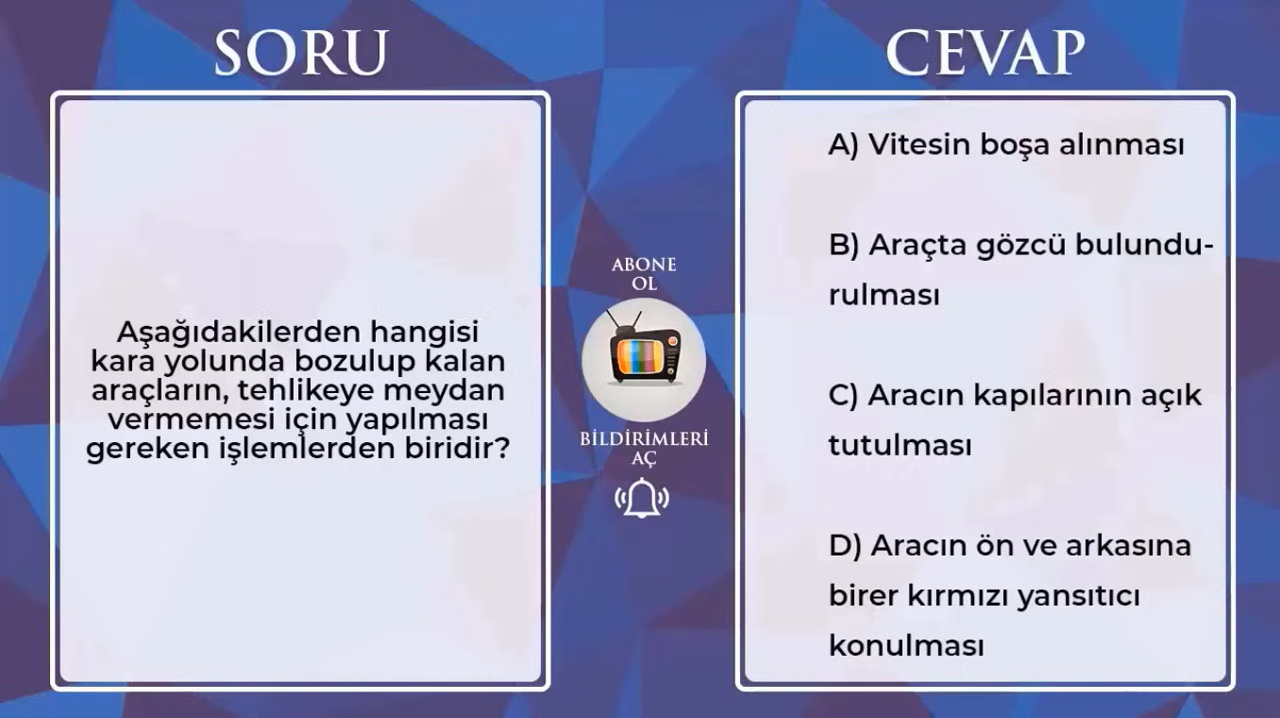 SORU
Aşağıdakilerden hangisi
kara yolunda bozulup kalan
araçların, tehlikeye meydan
vermemesi için yapılması
gereken işlemlerden biridir?
ABONE
OL
BİLDİRİMLERİ
AÇ
CEVAP
A) Vitesin boşa alınması
B) Araçta gözcü bulundu-
rulması
C) Aracın kapılarının açık
tutulması
D) Aracın ön ve arkasına
birer kırmızı yansıtıcı
konulması